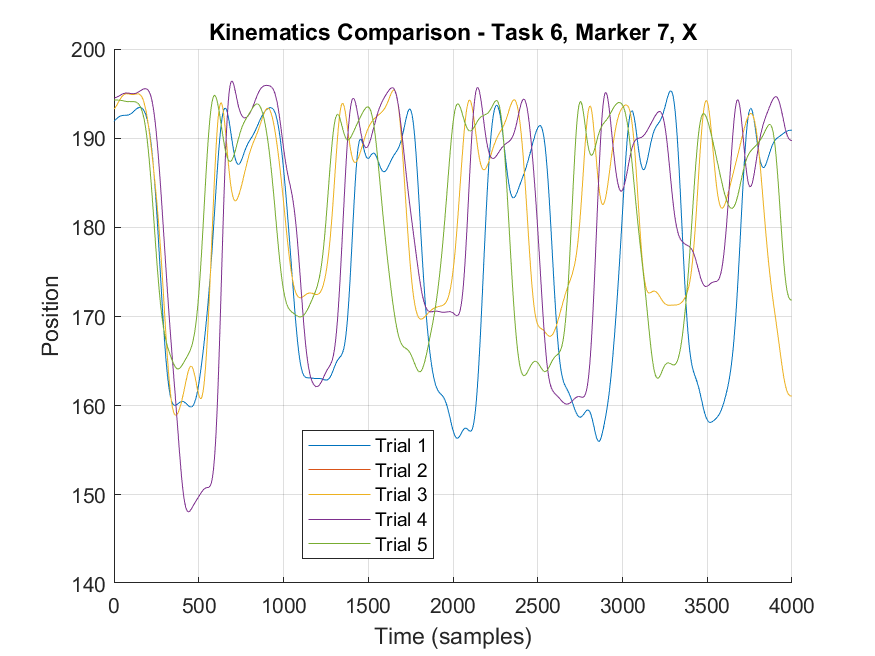 Kinematics Comparison - Task 6, Marker 7, X
200
190
180
170
160
150
140
Position
Trial 1
Trial 2
Trial 3
Trial 4
Trial 5
0 500 1000 1500 2000 2500 3000 3500 4000
Time (samples)